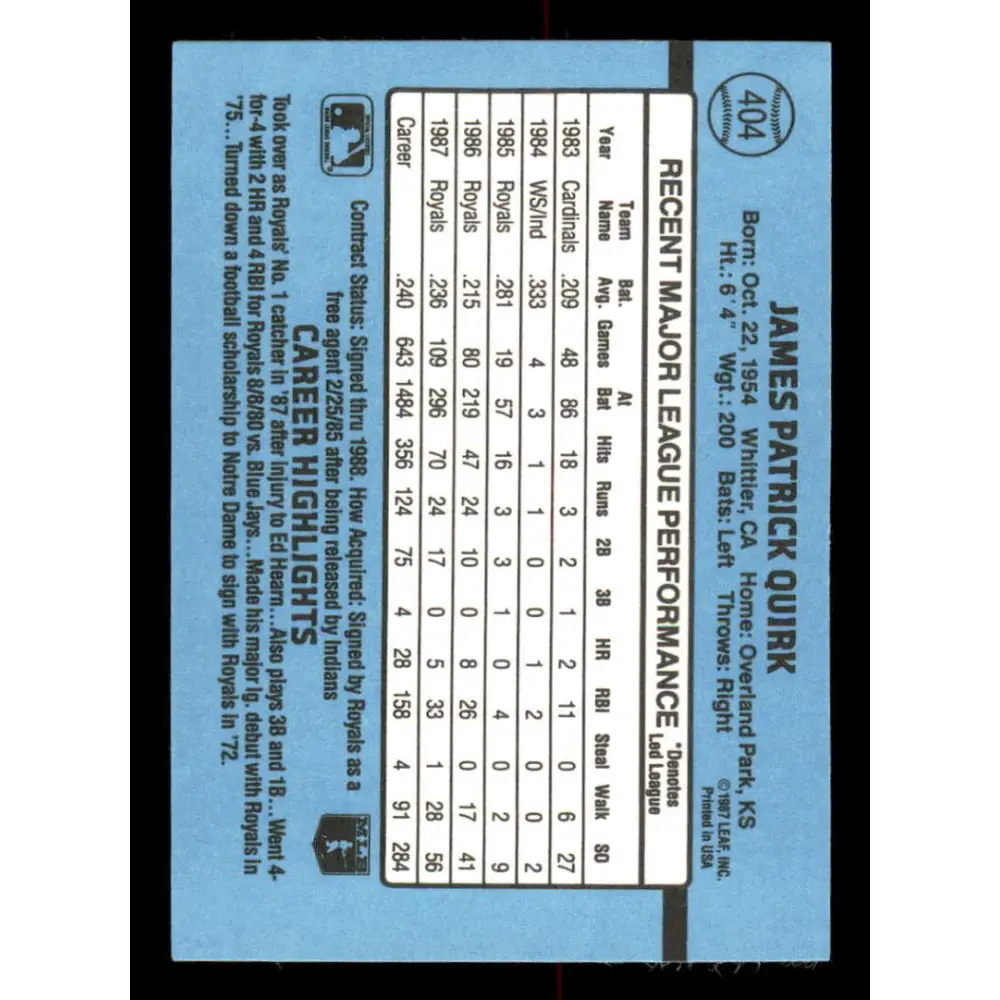 404
JAMES PATRICK QUIRK
Born: Oct. 22, 1954 Whittier, CA Home: Overland Park, KS
Ht.: 6'4" Wgt.: 200 Bats: Left Throws: Right
©1987 LEAF, INC.
Printed in USA
RECENT MAJOR LEAGUE PERFORMANCE *Denotes Led League
Year Team Name Bat. Avg. Games At Bat Hits Runs 2B 3B HR RBI Steal Walk SO
1983 Cardinals .209 48 86 18 3 2 1 2 11 0 6 27
1984 WS/Ind .333 4 3 1 1 0 0 1 2 0 0 2
1985 Royals .281 19 57 16 3 3 1 0 4 0 2 9
1986 Royals .215 80 219 47 24 10 0 8 26 0 17 41
1987 Royals .236 109 296 70 24 17 0 5 33 1 28 56
Career .240 643 1484 356 124 75 4 28 158 4 91 284
Contract Status: Signed thru 1988. How Acquired: Signed by Royals as a
free agent 2/25/85 after being released by Indians
MLB
CAREER HIGHLIGHTS
Took over as Royals' No. 1 catcher in '87 after injury to Ed Hearn...Also plays 3B and 1B...Went 4-
for-4 with 2 HR and 4 RBI for Royals 8/8/80 vs. Blue Jays...Made his major lg. debut with Royals in
'75...Turned down a football scholarship to Notre Dame to sign with Royals in '72.